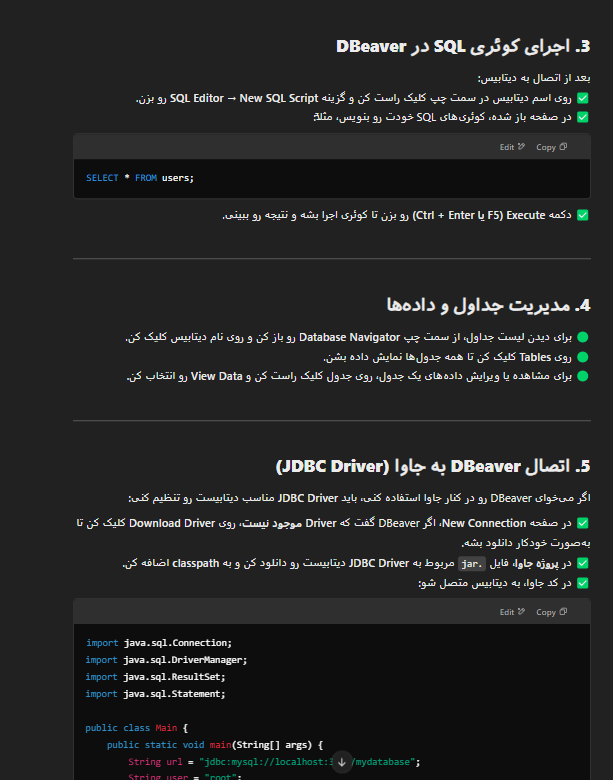 3. اجرای کوئری SQL در DBeaver
بعد از اتصال به دیتابیس:
✅ روی اسم دیتابیس در سمت چپ کلیک راست کن و گزینه SQL Editor → New SQL Script رو بزن.
✅ در صفحه باز شده، کوئری‌های SQL خودت رو بنویس، مثلاً:
Edit Copy
SELECT * FROM users;
✅ دکمه Execute (F5 یا Ctrl + Enter) رو بزن تا کوئری اجرا بشه و نتیجه رو ببینی.
4. مدیریت جداول و داده‌ها
🟢 برای دیدن لیست جداول، از سمت چپ Database Navigator رو باز کن و روی نام دیتابیس کلیک کن.
🟢 روی Tables کلیک کن تا همه جدول‌ها نمایش داده بشن.
🟢 برای مشاهده یا ویرایش داده‌های یک جدول، روی جدول کلیک راست کن و View Data رو انتخاب کن.
5. اتصال DBeaver به جاوا (JDBC Driver)
اگر می‌خوای DBeaver رو در کنار جاوا استفاده کنی، باید JDBC Driver مناسب دیتابیست رو تنظیم کنی:
✅ در صفحه New Connection، اگر DBeaver گفت که Driver موجود نیست، روی Download Driver کلیک کن تا
به‌صورت خودکار دانلود بشه.
✅ در پروژه جاوا، فایل .jar مربوط به JDBC Driver دیتابیست رو دانلود کن و به classpath اضافه کن.
✅ در کد جاوا، به دیتابیس متصل شو:
Edit Copy
import java.sql.Connection;
import java.sql.DriverManager;
import java.sql.ResultSet;
import java.sql.Statement;
public class Main {
public static void main(String[] args) {
String url = "jdbc:mysql://localhost:3 /mydatabase";
String user = "root";